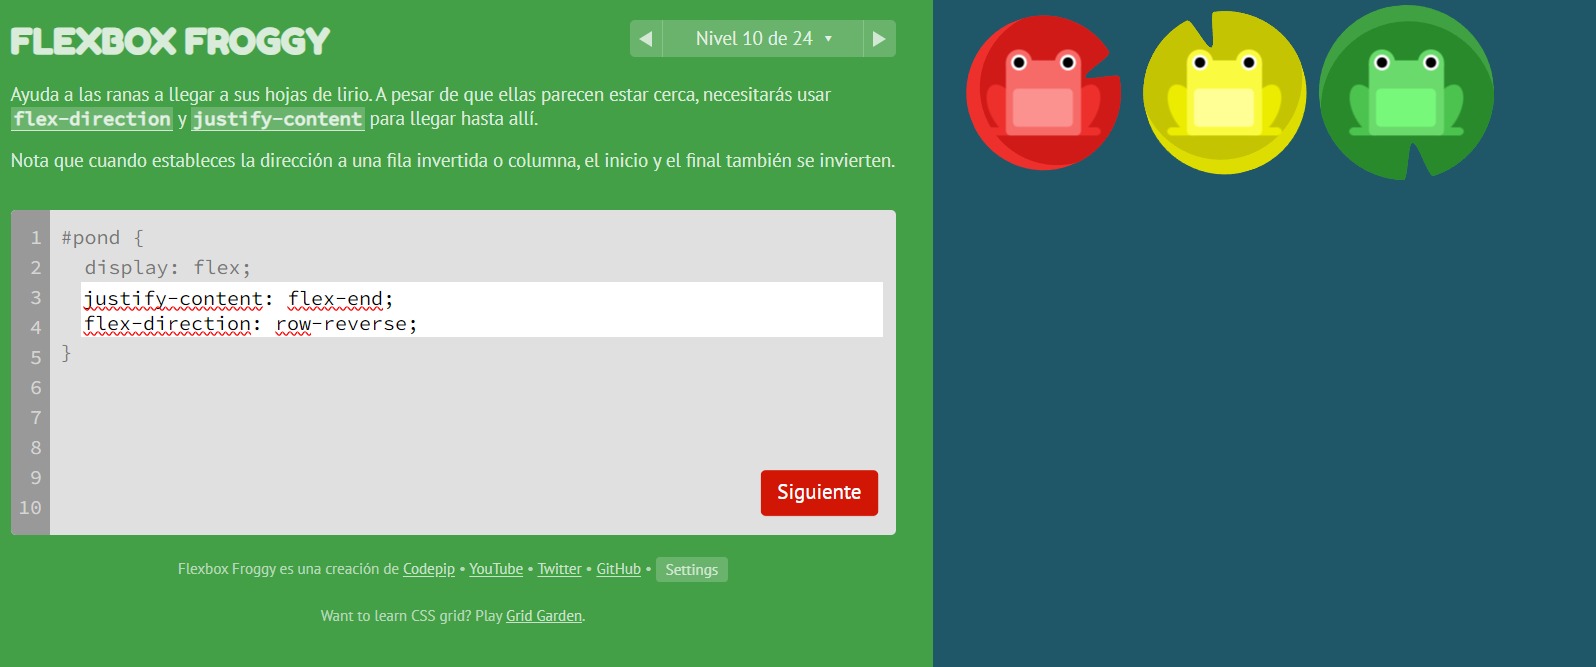 FLEXBOX FROGGY
Nivel 10 de 24
Ayuda a las ranas a llegar a sus hojas de lirio. A pesar de que ellas parecen estar cerca, necesitarás usar
flex-direction y justify-content para llegar hasta allí.
Nota que cuando estableces la dirección a una fila invertida o columna, el inicio y el final también se invierten.
1 #pond {
2 display: flex;
3 justify-content: flex-end;
4 flex-direction: row-reverse;
5 }
6
7
8
9
10
Siguiente
Flexbox Froggy es una creación de Codepip • YouTube • Twitter • GitHub • Settings
Want to learn CSS grid? Play Grid Garden.